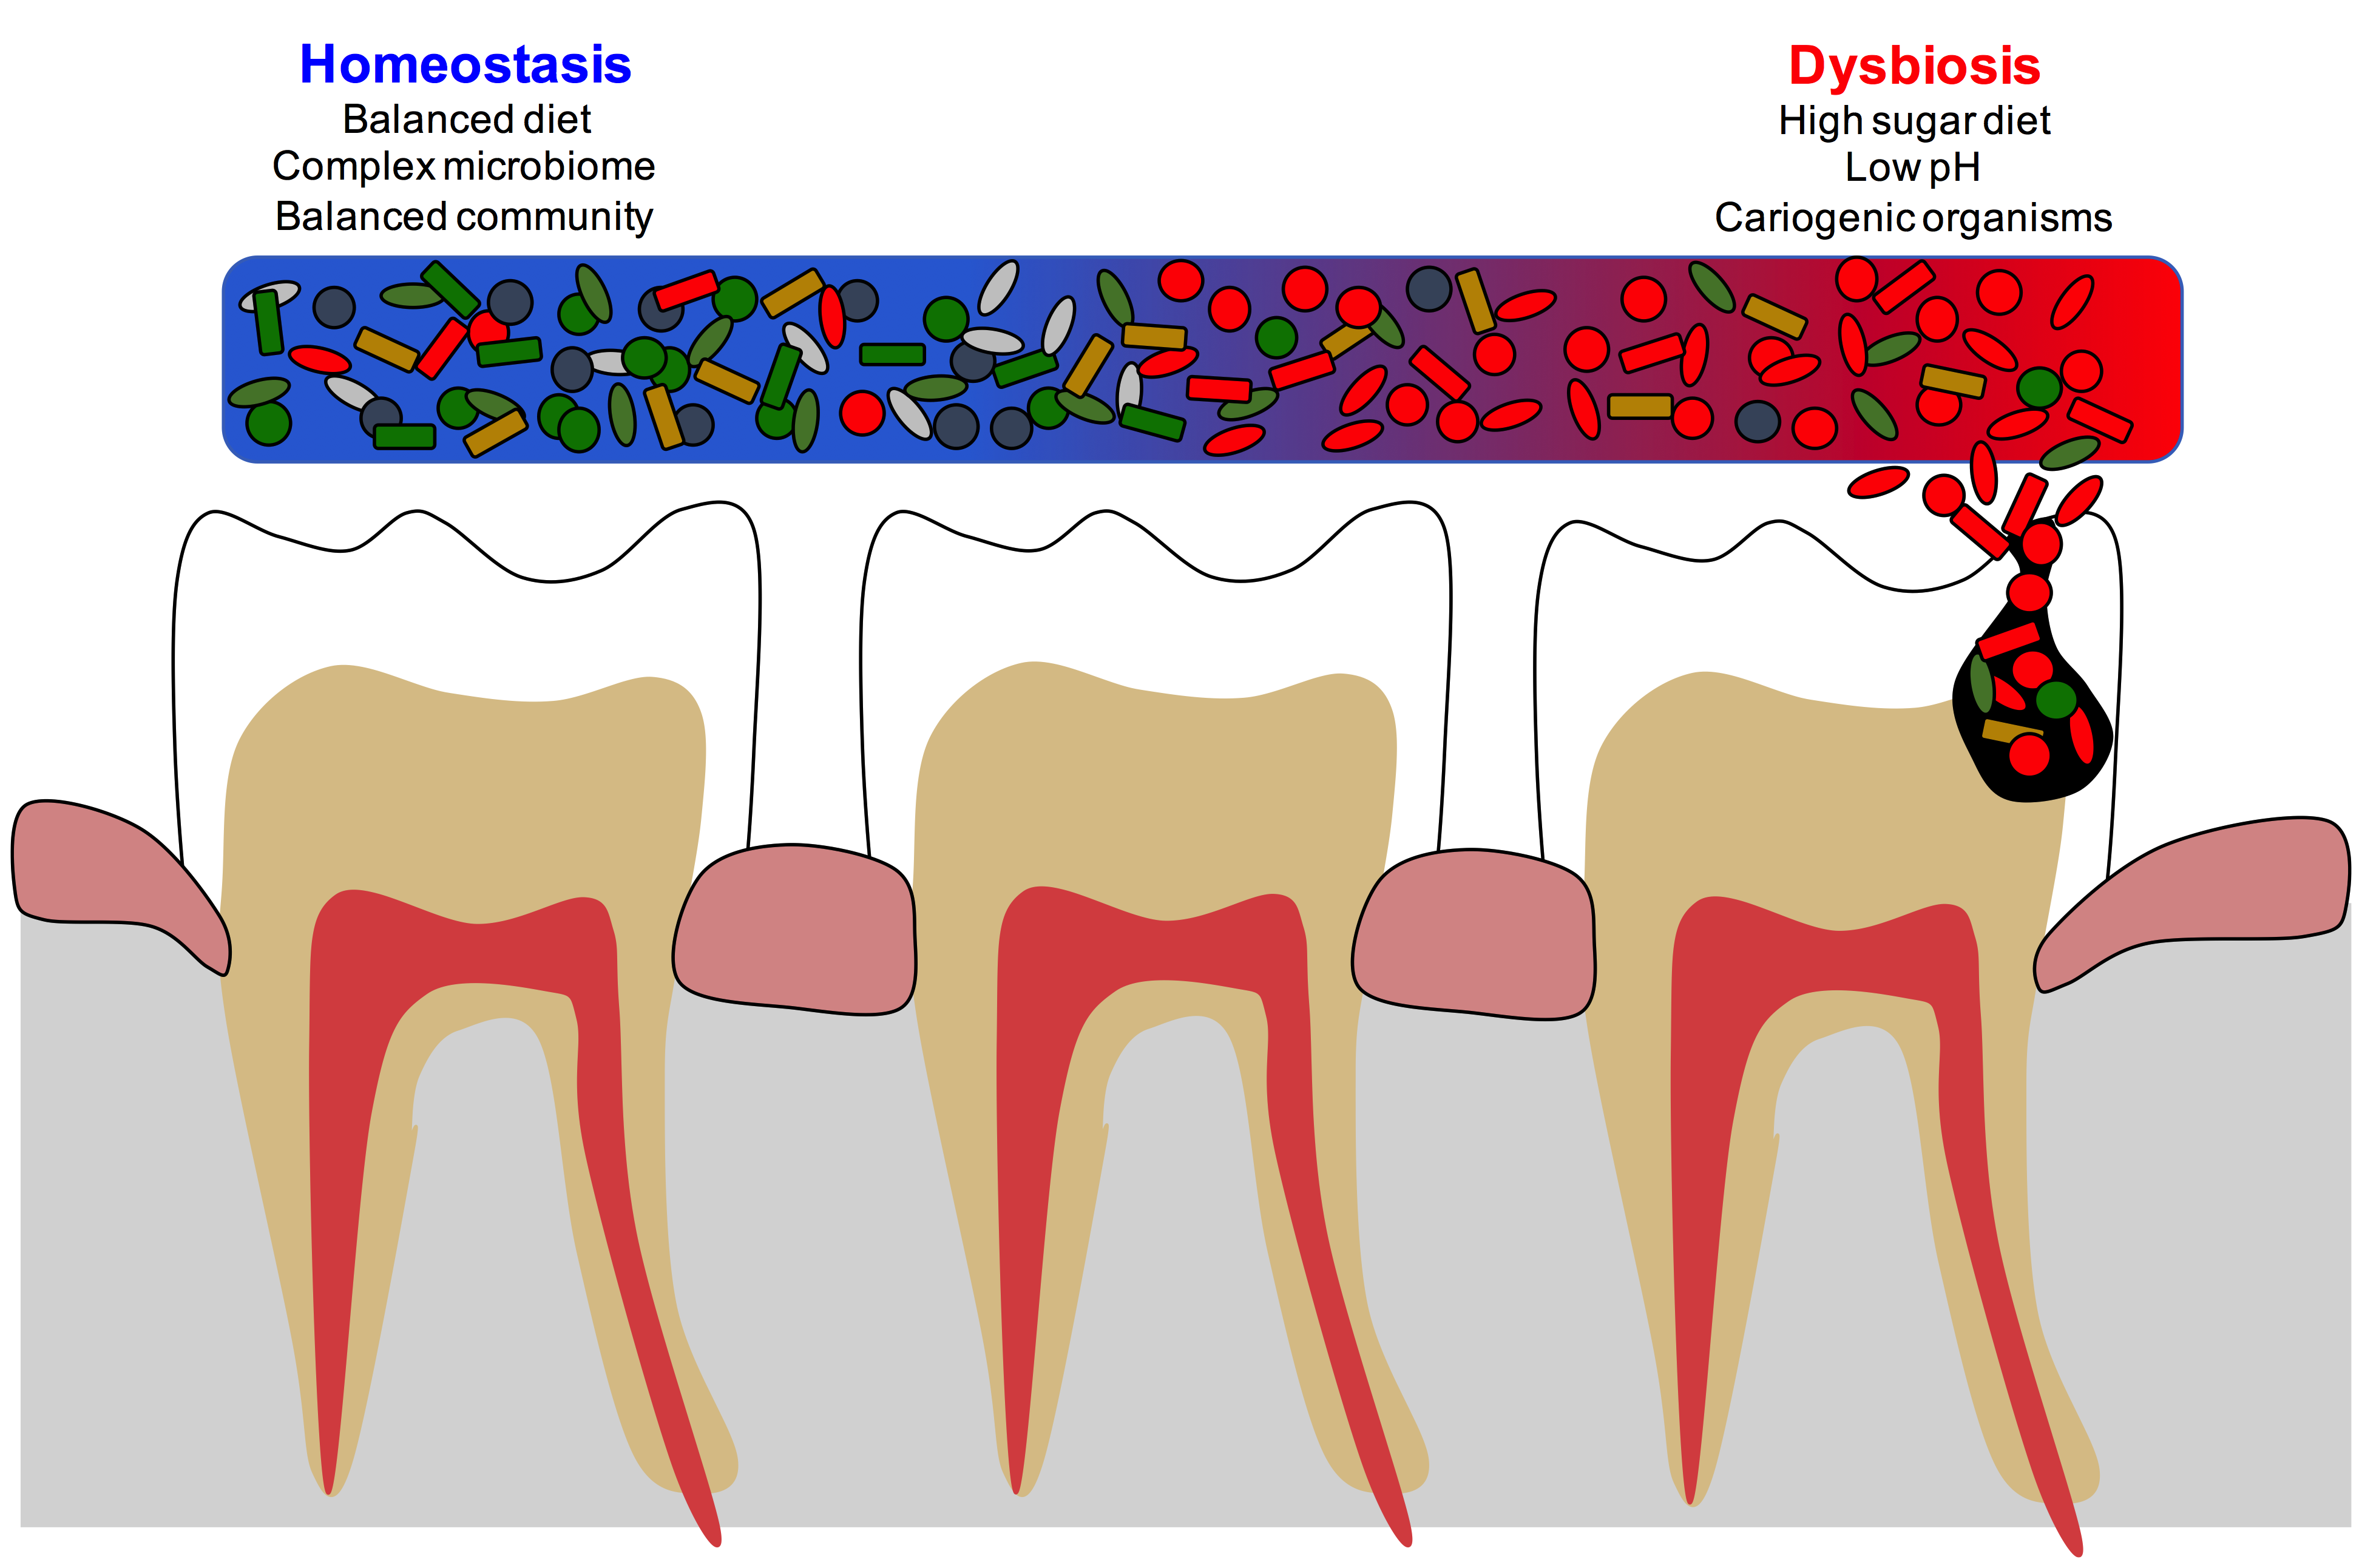 Homeostasis
Balanced diet
Complex microbiome
Balanced community
Dysbiosis
High sugar diet
Low pH
Cariogenic organisms